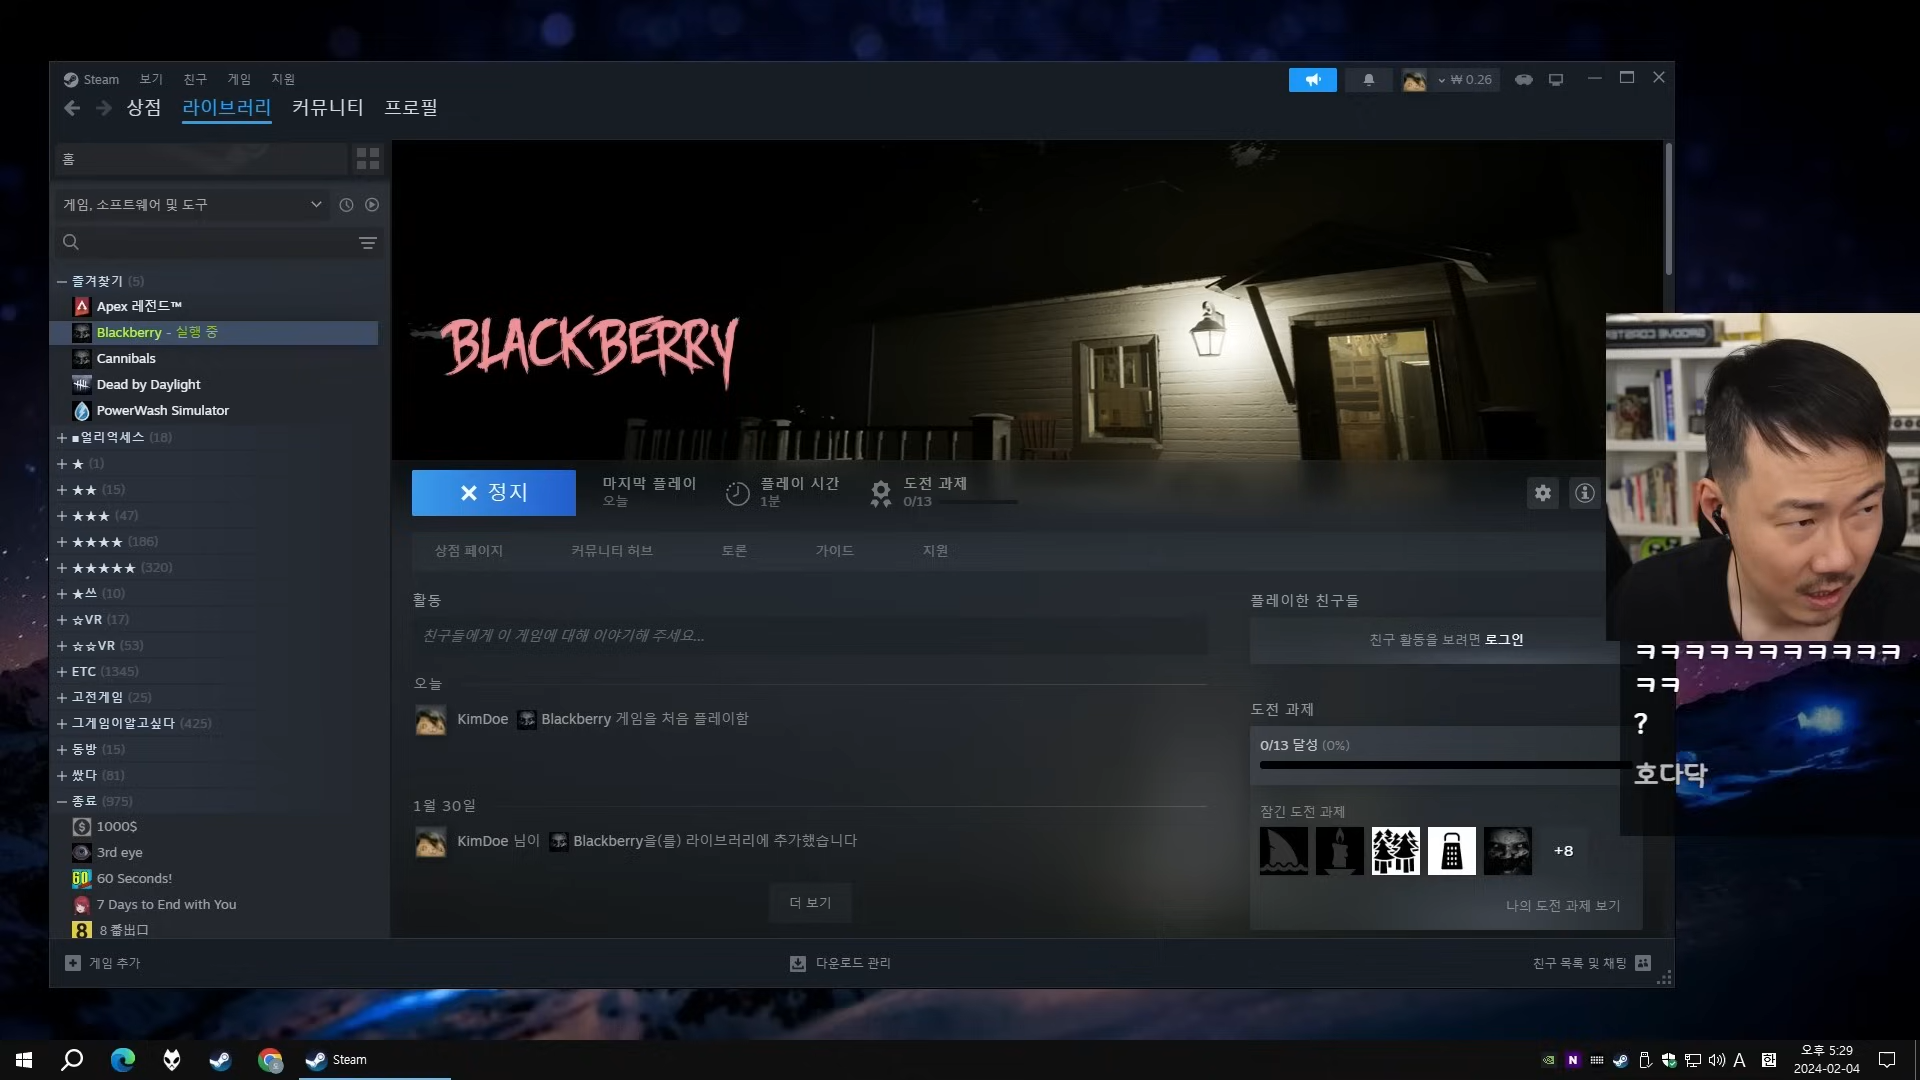 Steam 보기 친구 게임 지원
₩ 0.26
상점 라이브러리 커뮤니티 프로필
홈
게임, 소프트웨어 및 도구
즐겨찾기 (5)
Apex 레전드™
Blackberry - 실행 중
Cannibals
Dead by Daylight
PowerWash Simulator
■얼리억세스 (18)
★ (1)
★★ (15)
★★★ (47)
★★★★ (186)
★★★★★ (320)
★쓰 (10)
☆VR (17)
☆☆VR (53)
ETC (1345)
고전게임 (25)
그게임이알고싶다 (425)
동방 (15)
쌌다 (81)
종료 (975)
1000$
3rd eye
60 Seconds!
7 Days to End with You
8 番出口
BLACKBERRY
정지
마지막 플레이
오늘
플레이 시간
1분
도전 과제
0/13
상점 페이지 커뮤니티 허브 토론 가이드 지원
활동
친구들에게 이 게임에 대해 이야기해 주세요...
오늘
KimDoe Blackberry 게임을 처음 플레이함
1월 30일
KimDoe 님이 Blackberry을(를) 라이브러리에 추가했습니다
더 보기
플레이한 친구들
친구 활동을 보려면 로그인
도전 과제
0/13 달성 (0%)
잠긴 도전 과제
+8
나의 도전 과제 보기
ㅋㅋㅋㅋㅋㅋㅋㅋㅋㅋㅋ
ㅋㅋ
?
호다닥
게임 추가
다운로드 관리
친구 목록 및 채팅
Steam
A
한
오후 5:29
2024-02-04